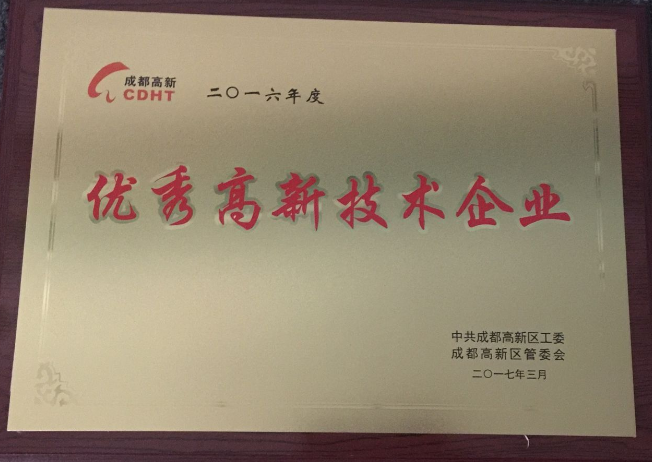 成都高新
CDHT
二〇一六年度
优秀高新技术企业
中共成都高新区工委
成都高新区管委会
二〇一七年三月